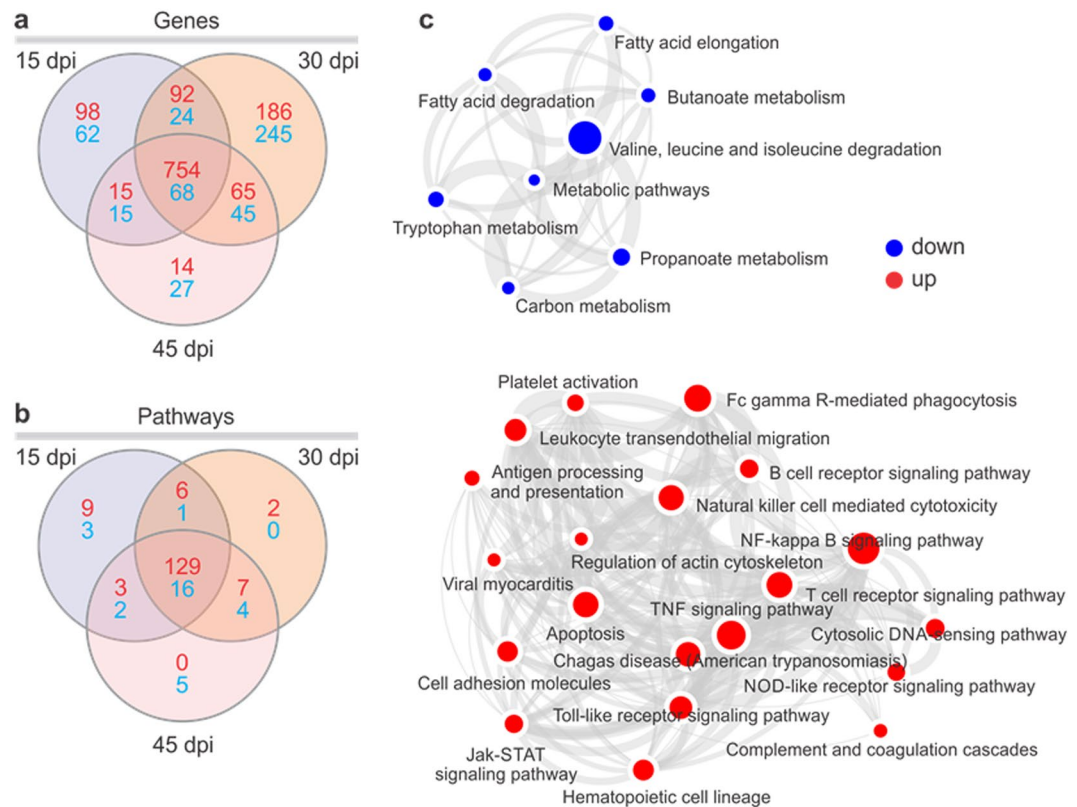 a
Genes
15 dpi
30 dpi
98
62
92
24
186
245
754
68
15
15
65
45
14
27
45 dpi
b
Pathways
15 dpi
30 dpi
9
3
6
1
2
0
129
16
3
2
7
4
0
5
45 dpi
c
Fatty acid elongation
Fatty acid degradation
Butanoate metabolism
Valine, leucine and isoleucine degradation
Metabolic pathways
Tryptophan metabolism
Propanoate metabolism
Carbon metabolism
down
up
Platelet activation
Fc gamma R-mediated phagocytosis
Leukocyte transendothelial migration
Antigen processing
and presentation
B cell receptor signaling pathway
Natural killer cell mediated cytotoxicity
NF-kappa B signaling pathway
Regulation of actin cytoskeleton
Viral myocarditis
T cell receptor signaling pathway
TNF signaling pathway
Apoptosis
Cytosolic DNA-sensing pathway
Chagas disease (American trypanosomiasis)
Cell adhesion molecules
NOD-like receptor signaling pathway
Toll-like receptor signaling pathway
Complement and coagulation cascades
Jak-STAT
signaling pathway
Hematopoietic cell lineage